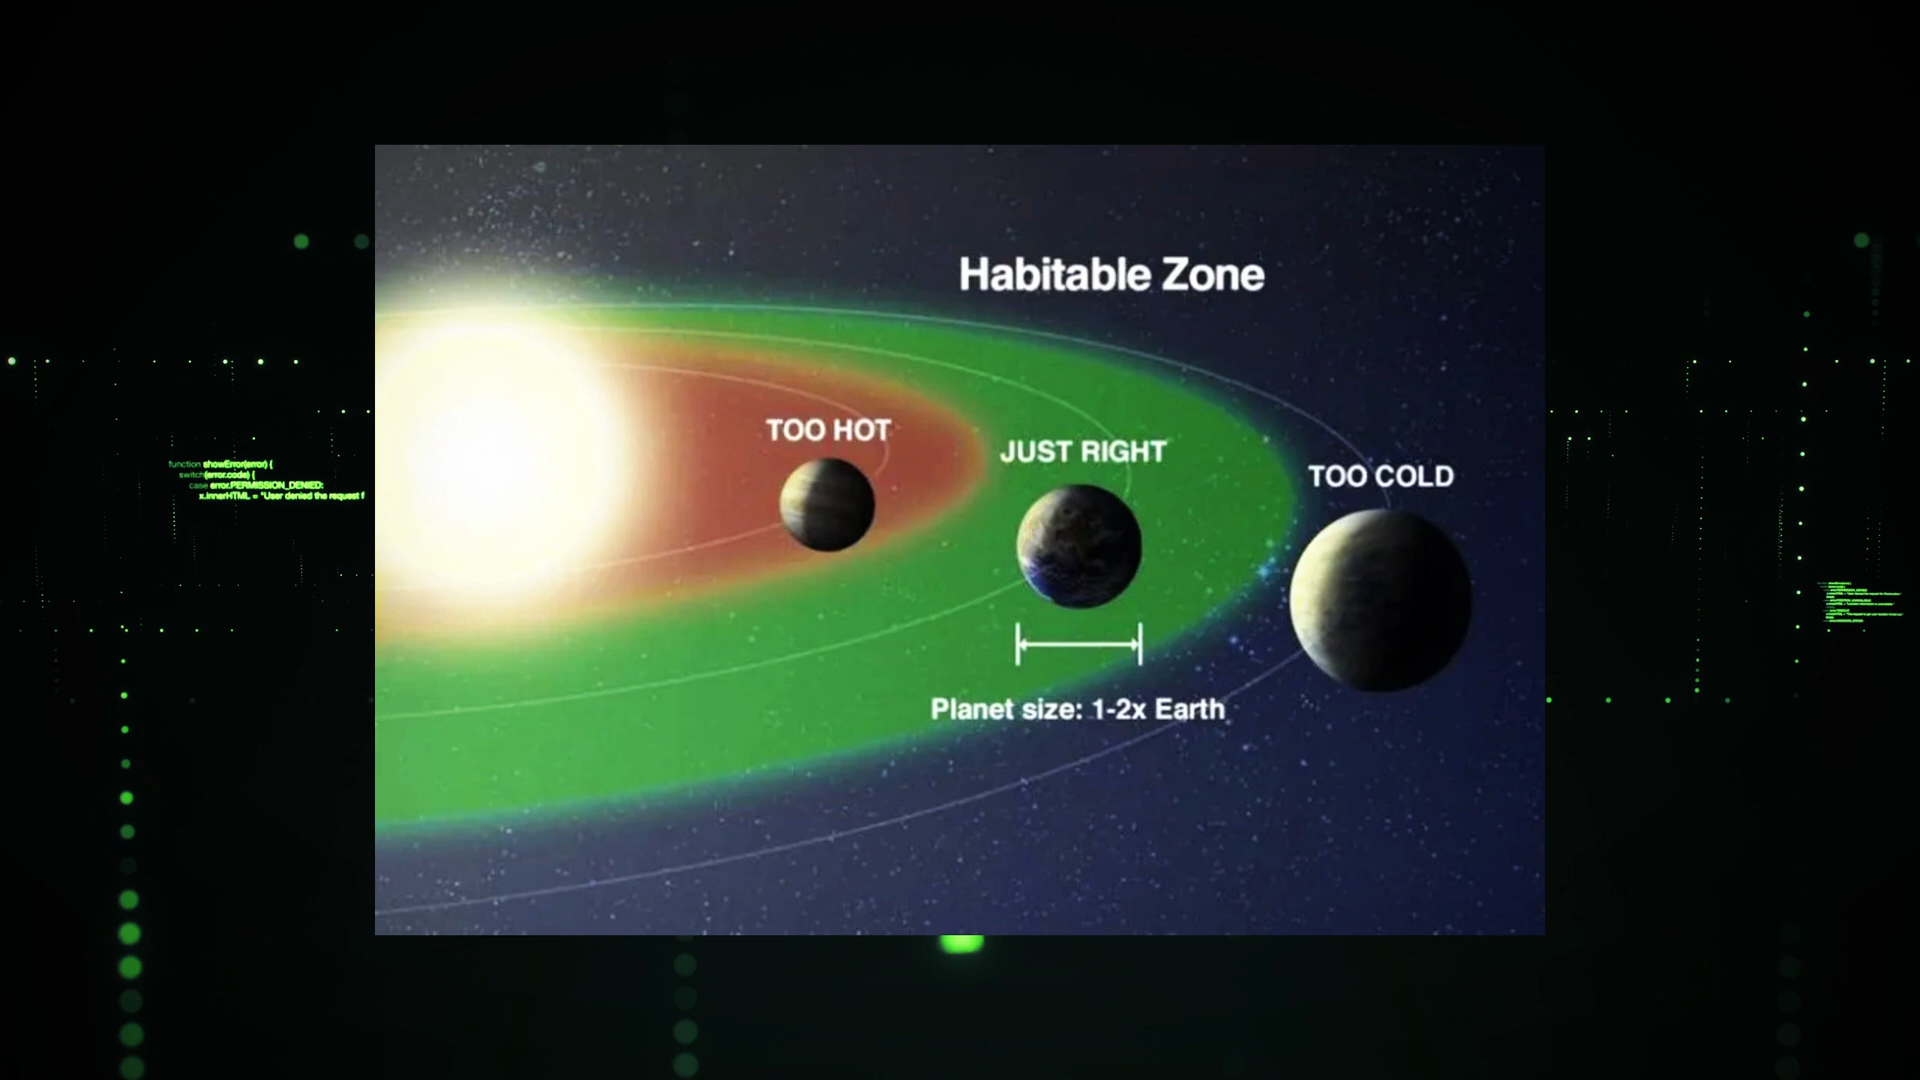 Habitable Zone
TOO HOT
JUST RIGHT
TOO COLD
Planet size: 1-2x Earth
function showError(error) {
switch(error.code) {
case error.PERMISSION_DENIED:
x.innerHTML = "User denied the request f